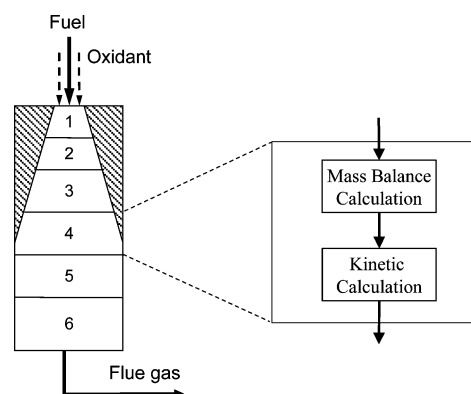 Fuel
Oxidant
1
2
3
4
5
6
Flue gas
Mass Balance
Calculation
Kinetic
Calculation